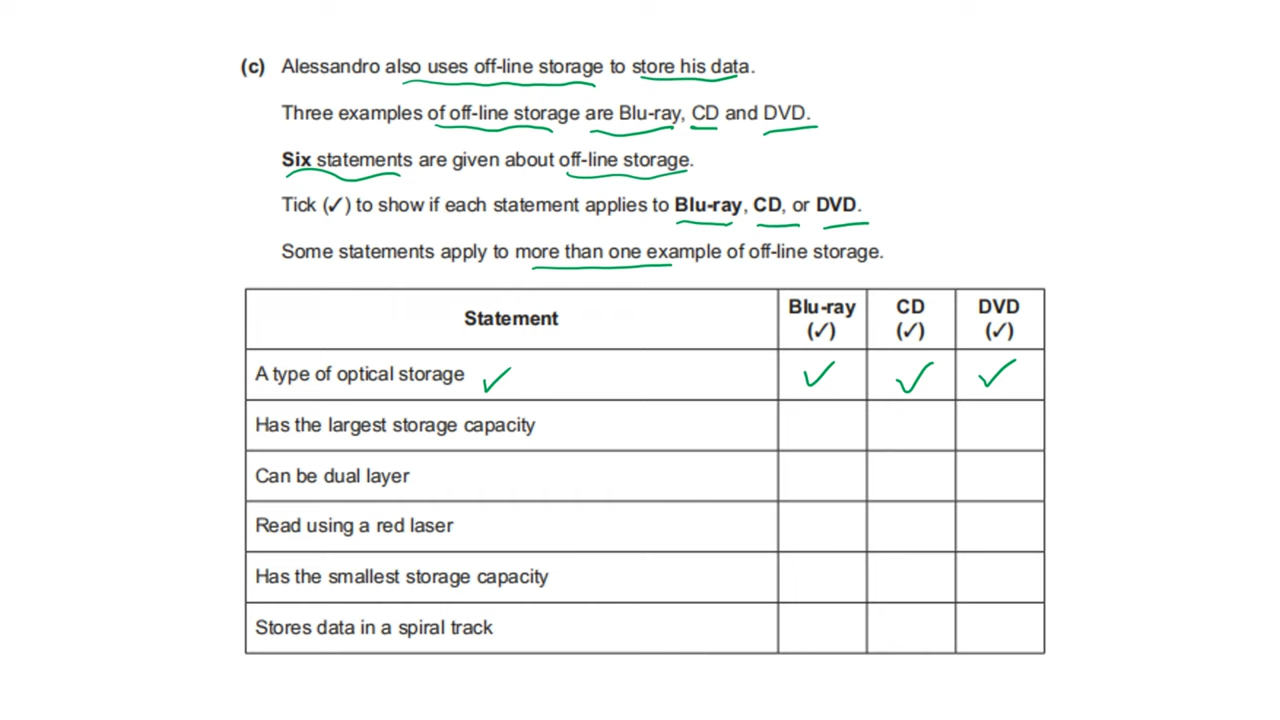 (c) Alessandro also uses off-line storage to store his data.
Three examples of off-line storage are Blu-ray, CD and DVD.
Six statements are given about off-line storage.
Tick (✓) to show if each statement applies to Blu-ray, CD, or DVD.
Some statements apply to more than one example of off-line storage.
Statement Blu-ray (✓) CD (✓) DVD (✓)
A type of optical storage ✓ ✓ ✓ ✓
Has the largest storage capacity
Can be dual layer
Read using a red laser
Has the smallest storage capacity
Stores data in a spiral track